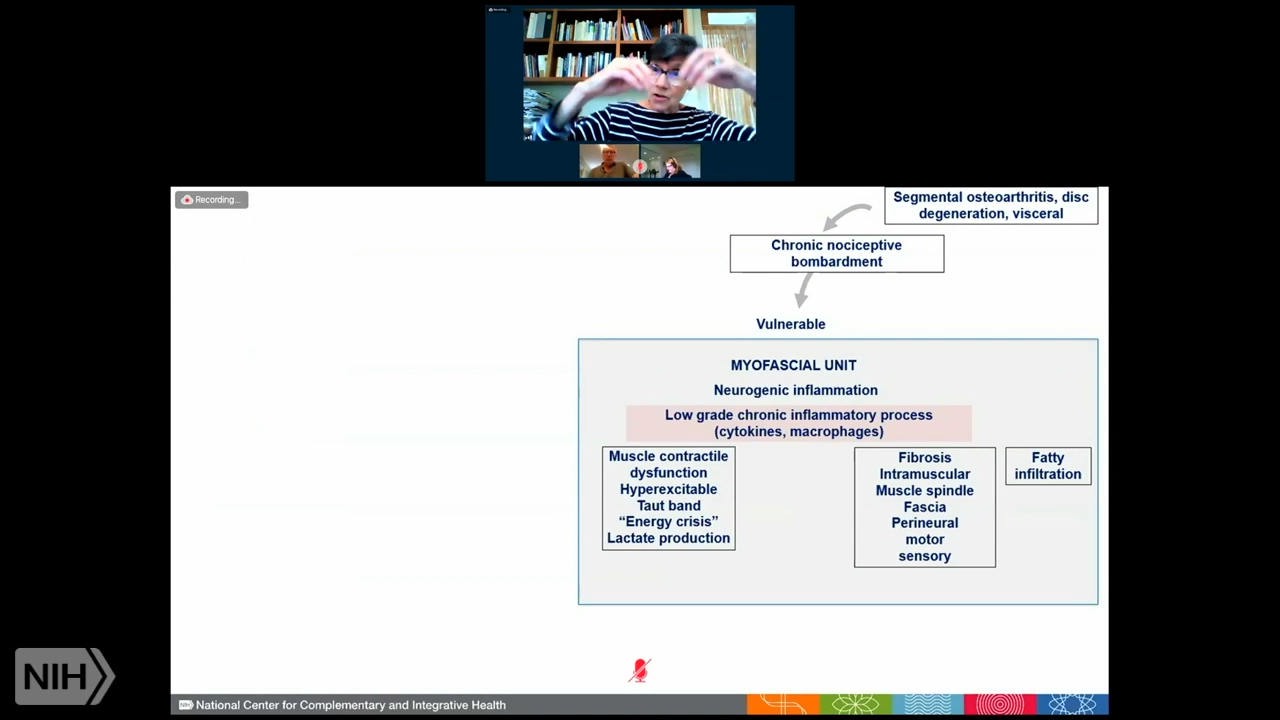 Recording...
Segmental osteoarthritis, disc
degeneration, visceral
Chronic nociceptive
bombardment
Vulnerable
MYOFASCIAL UNIT
Neurogenic inflammation
Low grade chronic inflammatory process
(cytokines, macrophages)
Muscle contractile
dysfunction
Hyperexcitable
Taut band
“Energy crisis”
Lactate production
Fibrosis
Intramuscular
Muscle spindle
Fascia
Perineural
motor
sensory
Fatty
infiltration
NIH
NIH National Center for Complementary and Integrative Health